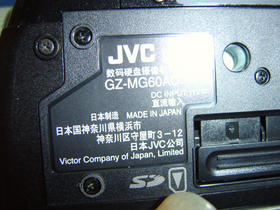 JVC
数码硬盘摄像机
GZ-MG60AC
DC INPUT
直流输入
日本制造 MADE IN JAPAN
日本国神奈川県横浜市
神奈川区守屋町3-12
日本JVC公司
Victor Company of Japan, Limited
SD